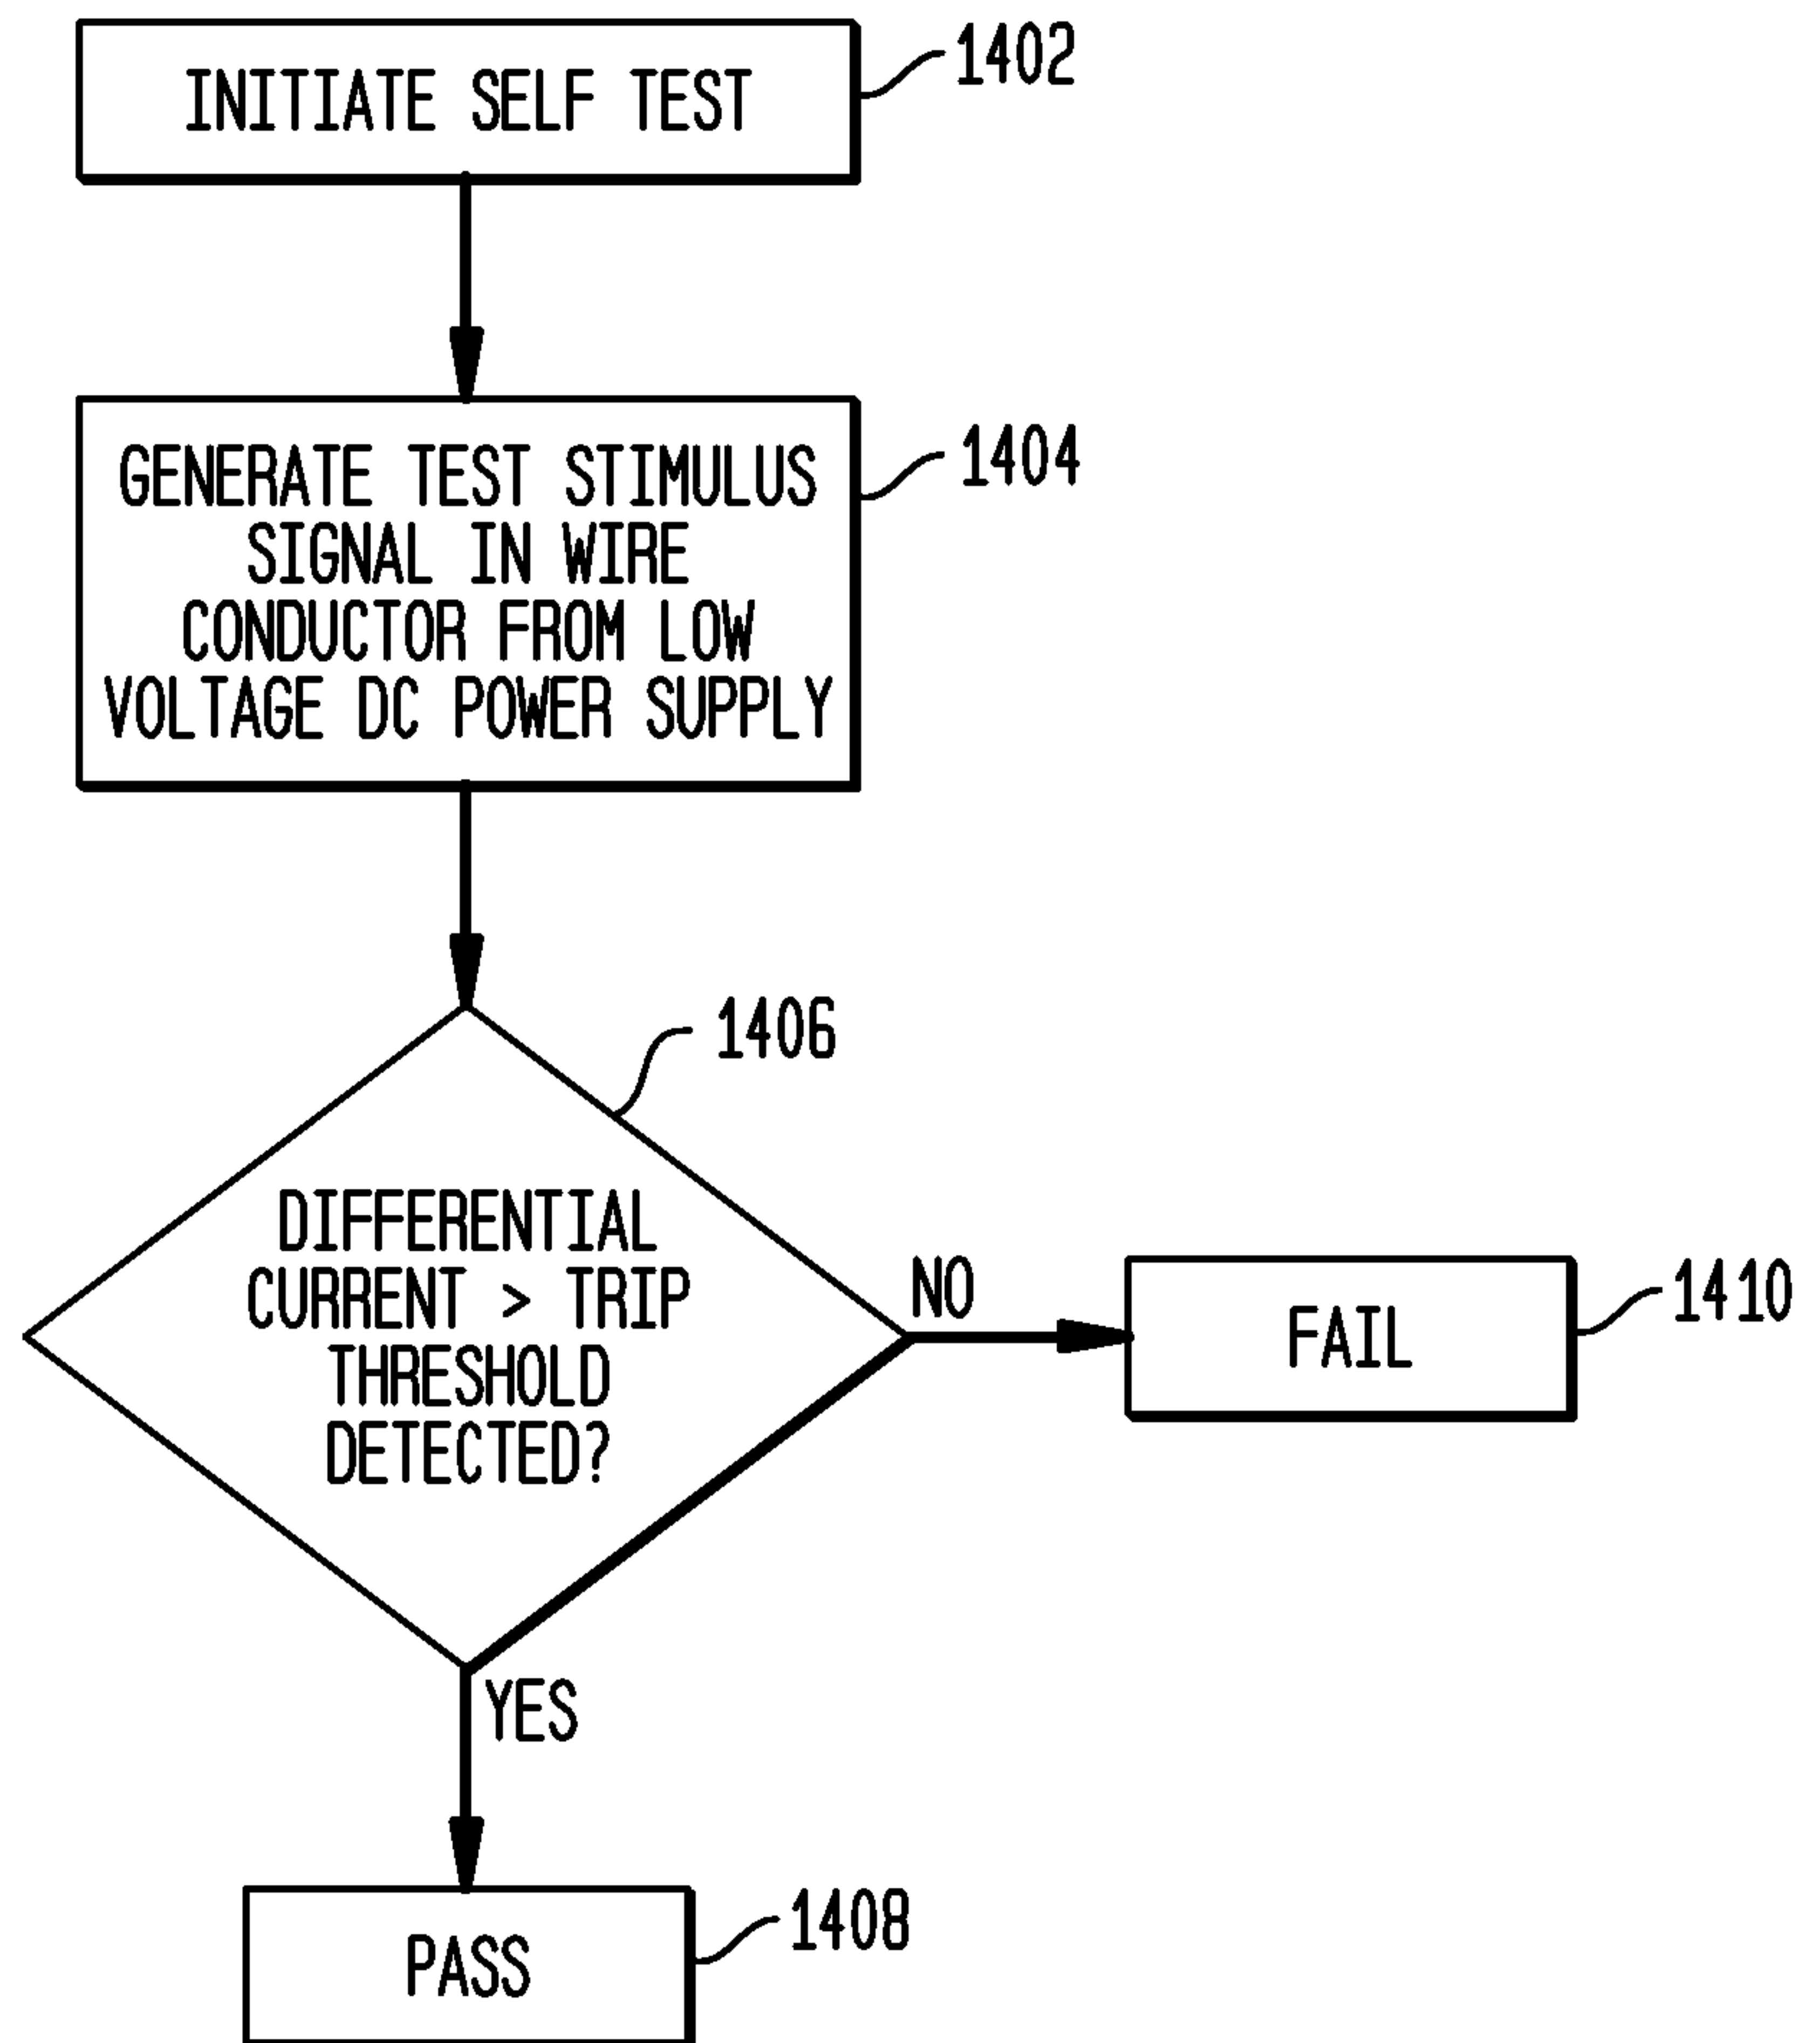 INITIATE SELF TEST
1402
GENERATE TEST STIMULUS
SIGNAL IN WIRE
CONDUCTOR FROM LOW
VOLTAGE DC POWER SUPPLY
1404
1406
DIFFERENTIAL
CURRENT > TRIP
THRESHOLD
DETECTED?
NO
FAIL
1410
YES
PASS
1408